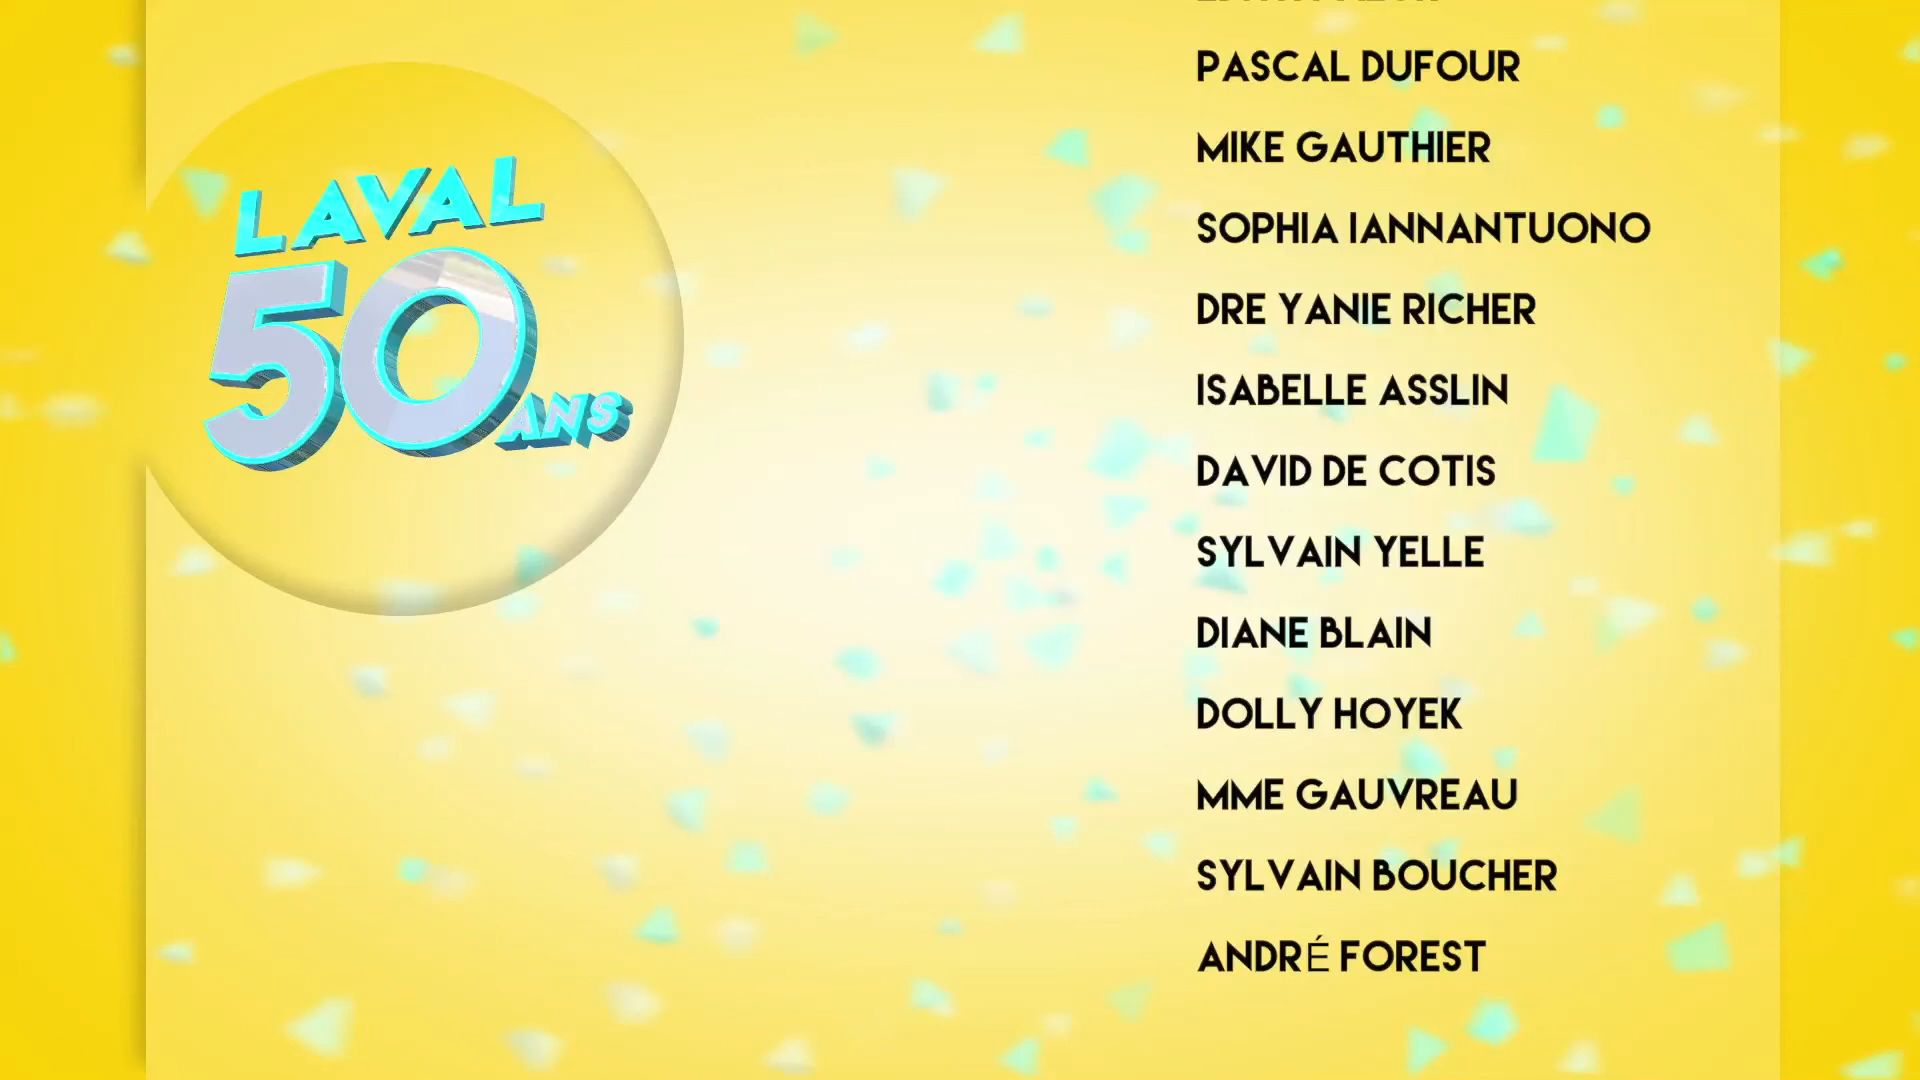 LAVAL
50
ANS
PASCAL DUFOUR
MIKE GAUTHIER
SOPHIA IANNANTUONO
DRE YANIE RICHER
ISABELLE ASSLIN
DAVID DE COTIS
SYLVAIN YELLE
DIANE BLAIN
DOLLY HOYEK
MME GAUVREAU
SYLVAIN BOUCHER
ANDRÉ FOREST